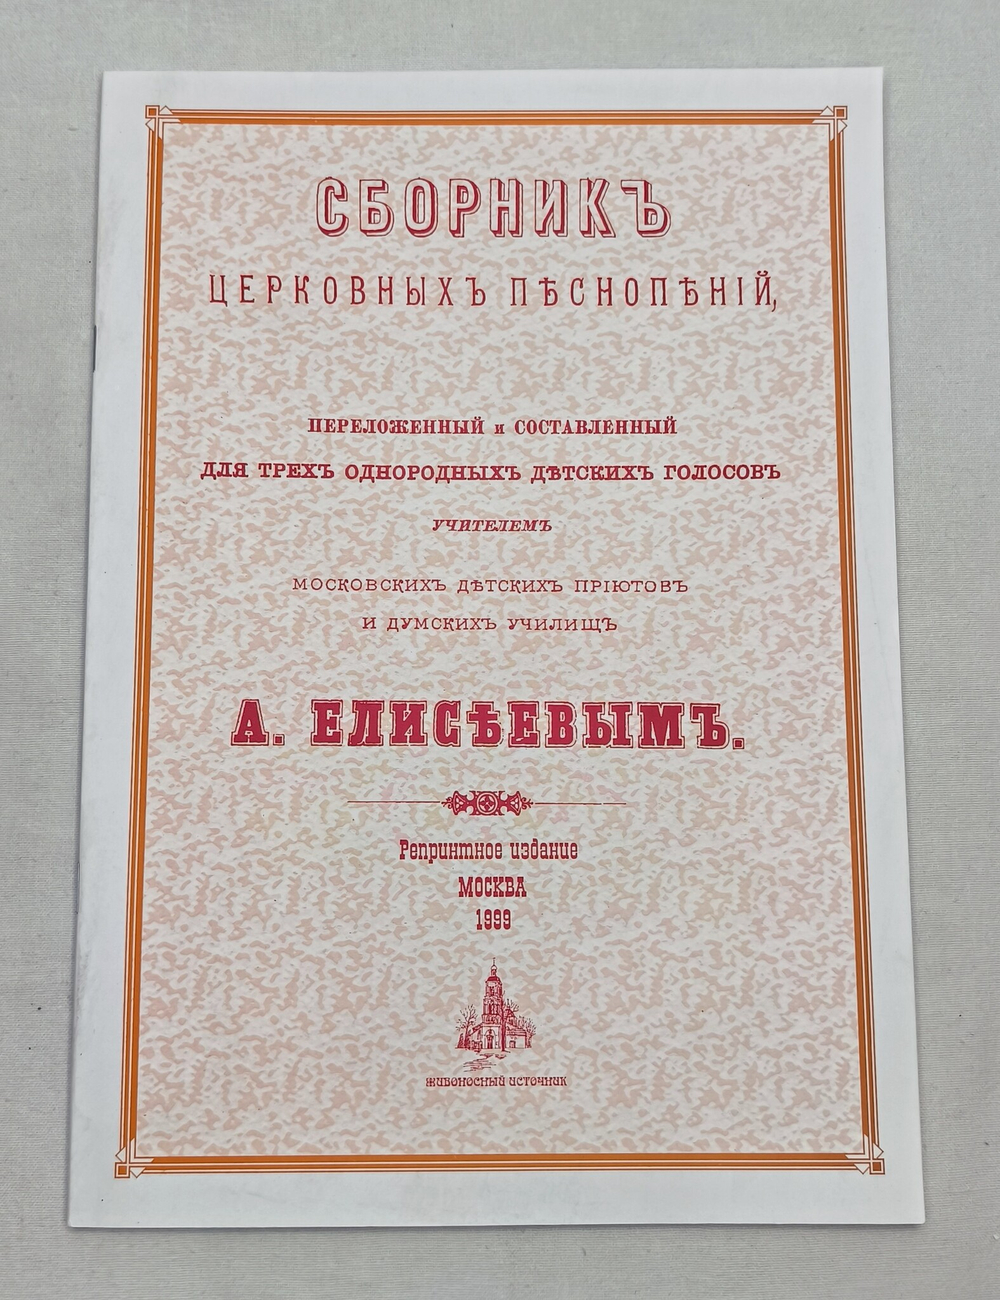 СБОРНИКЪ
ЦЕРКОВНЫХЪ ПѢСНОПѢНІЙ,
ПЕРЕЛОЖЕННЫЙ и СОСТАВЛЕННЫЙ
ДЛЯ ТРЕХЪ ОДНОРОДНЫХЪ ДѢТСКИХЪ ГОЛОСОВЪ
УЧИТЕЛЕМЪ
МОСКОВСКИХЪ ДѢТСКИХЪ ПРІЮТОВЪ
И ДУМСКИХЪ УЧИЛИЩЪ
А. ЕЛИСѢЕВЫМЪ.
Репринтное издание
МОСКВА
1999
ЖИВОНОСНЫЙ ИСТОЧНИК